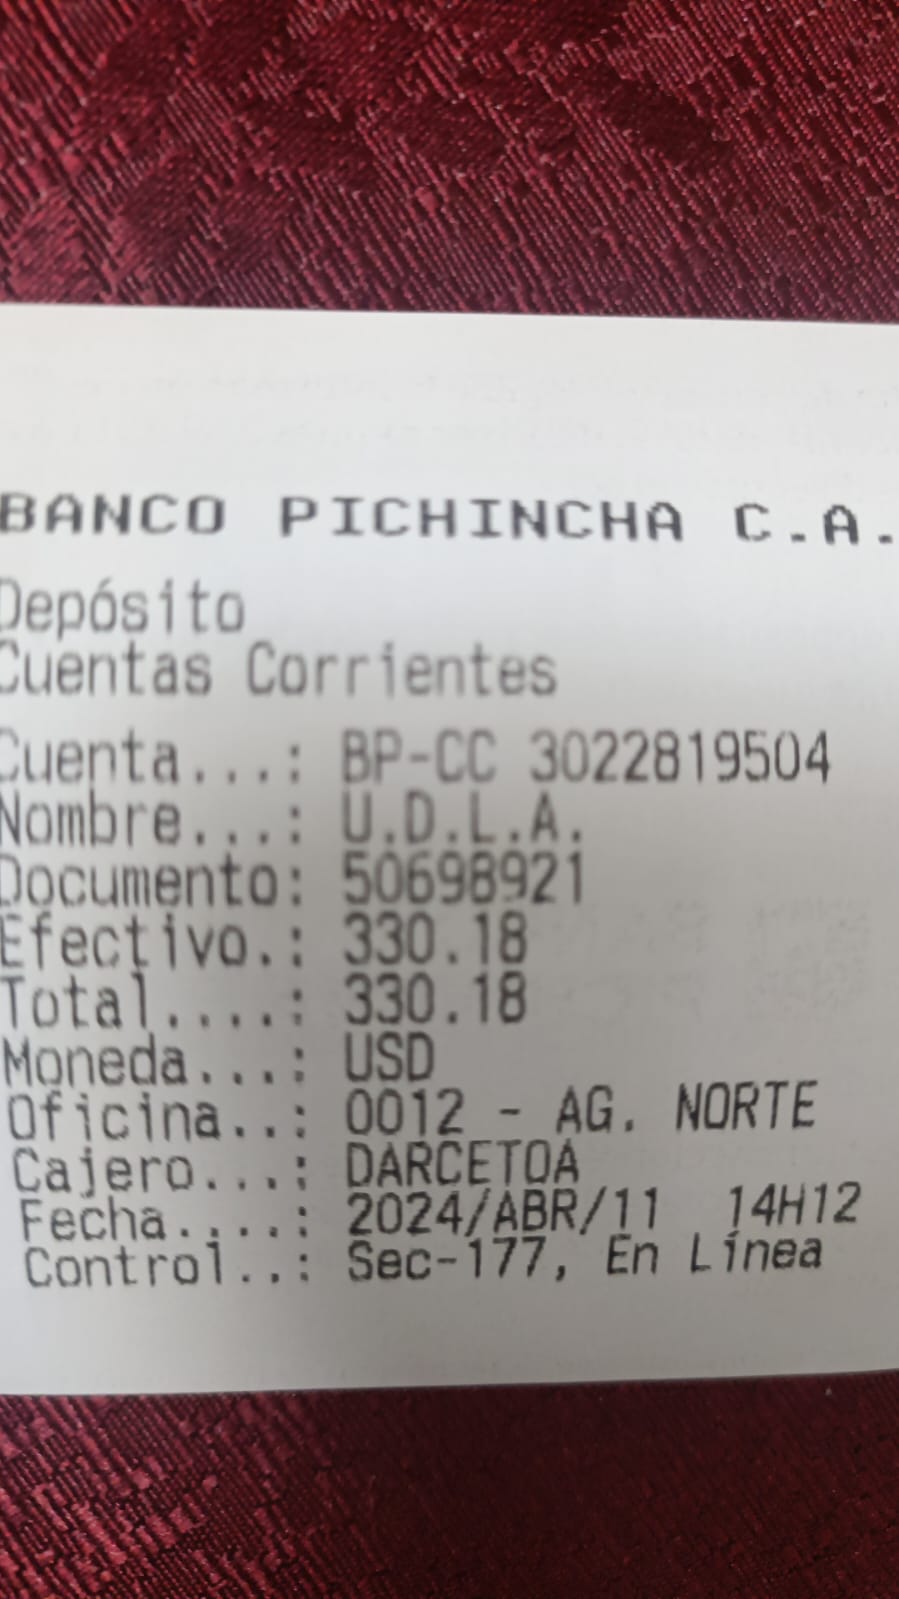 BANCO PICHINCHA C.A.
Depósito
Cuentas Corrientes
Cuenta...: BP-CC 3022819504
Nombre...: U.D.L.A.
Documento: 50698921
Efectivo.: 330.18
Total....: 330.18
Moneda...: USD
Oficina..: 0012 - AG. NORTE
Cajero...: DARCETOA
Fecha....: 2024/ABR/11 14H12
Control..: Sec-177, En Línea